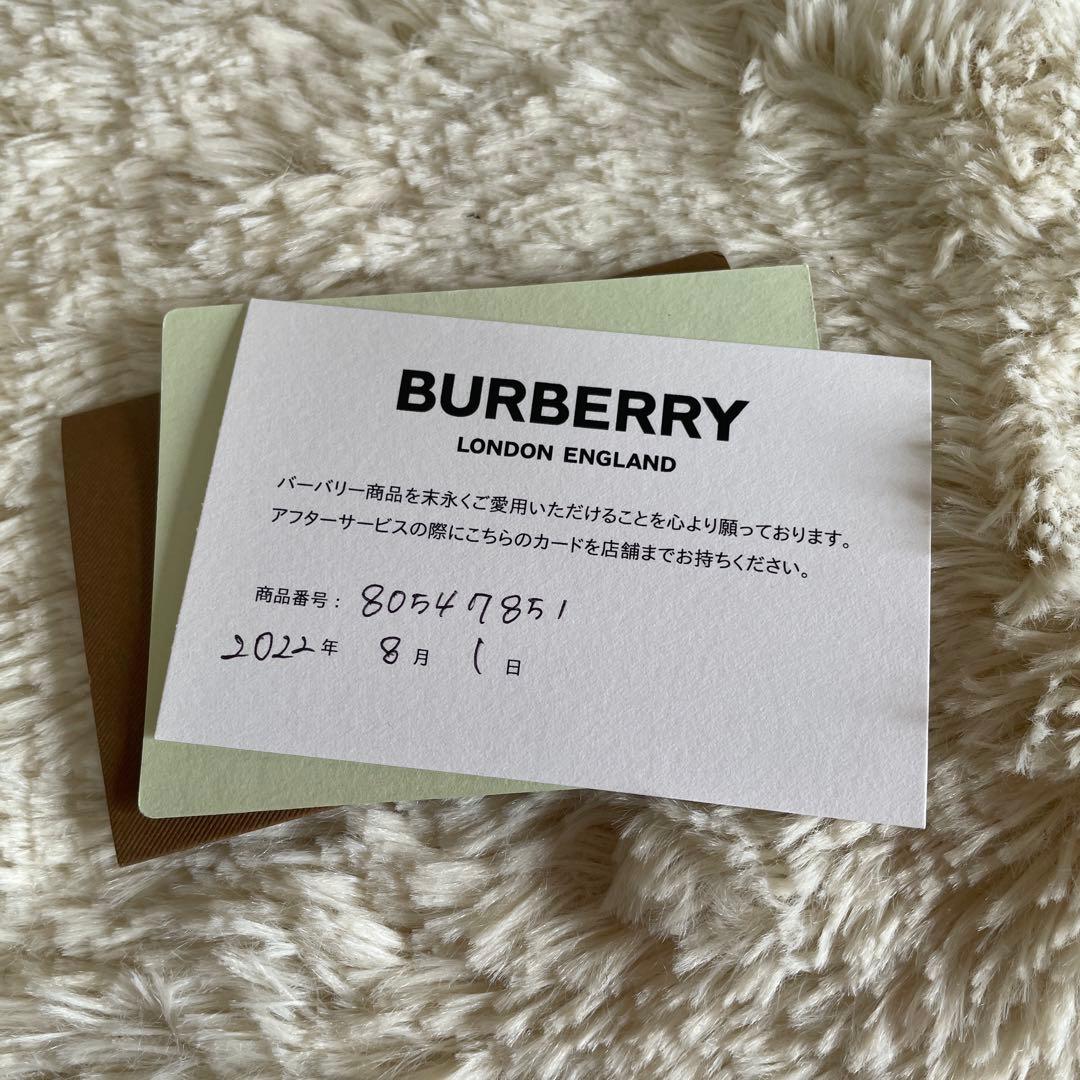 BURBERRY
LONDON ENGLAND
バーバリー商品を末永くご愛用いただけることを心より願っております。
アフターサービスの際にこちらのカードを店舗までお持ちください。
商品番号： 80547851
2022年 8月 1日